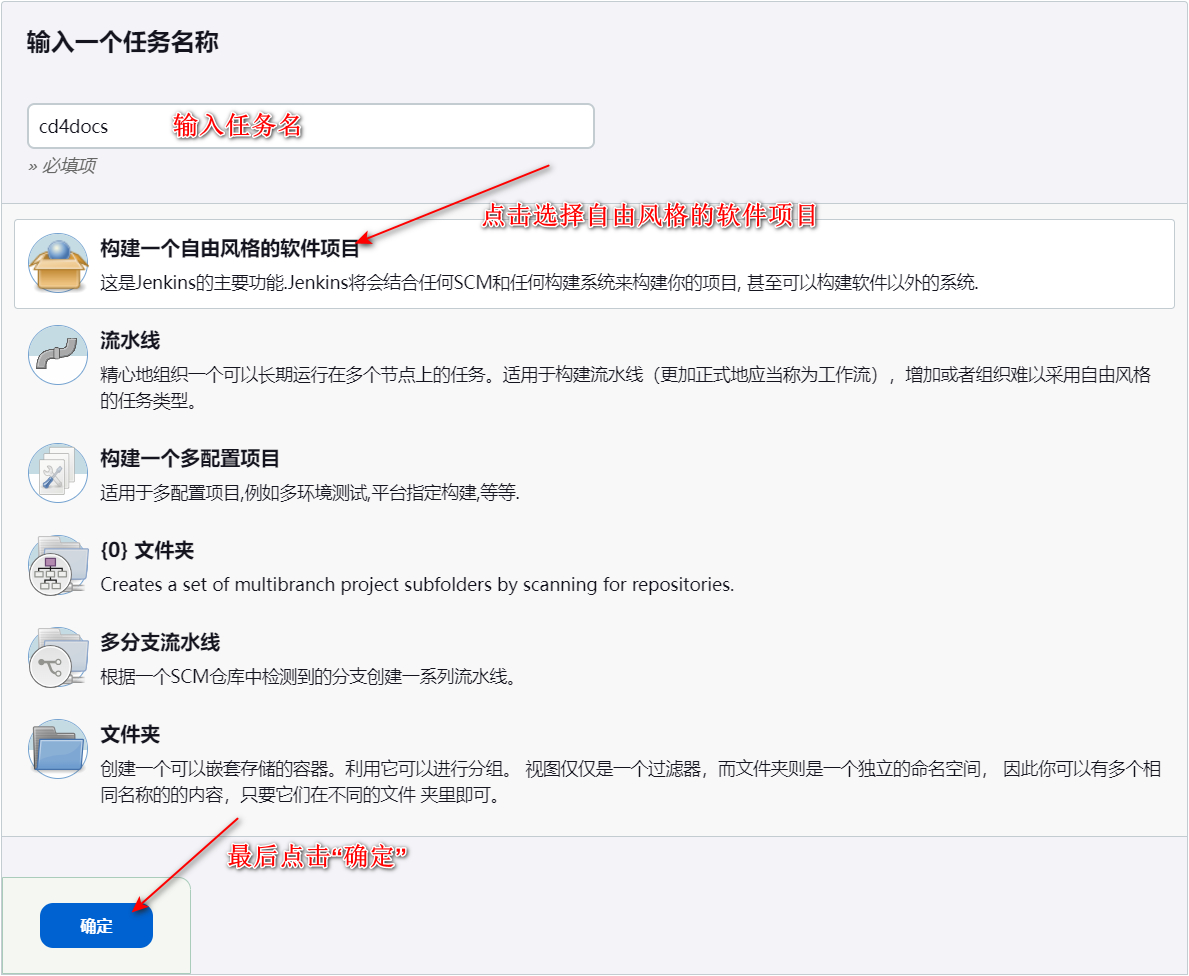 输入一个任务名称
cd4docs
输入任务名
» 必填项
点击选择自由风格的软件项目
构建一个自由风格的软件项目
这是Jenkins的主要功能.Jenkins将会结合任何SCM和任何构建系统来构建你的项目, 甚至可以构建软件以外的系统.
流水线
精心地组织一个可以长期运行在多个节点上的任务。适用于构建流水线（更加正式地应当称为工作流），增加或者组织难以采用自由风格
的任务类型。
构建一个多配置项目
适用于多配置项目,例如多环境测试,平台指定构建,等等.
{0} 文件夹
Creates a set of multibranch project subfolders by scanning for repositories.
多分支流水线
根据一个SCM仓库中检测到的分支创建一系列流水线。
文件夹
创建一个可以嵌套存储的容器。利用它可以进行分组。 视图仅仅是一个过滤器，而文件夹则是一个独立的命名空间， 因此你可以有多个相
同名称的的内容，只要它们在不同的文件 夹里即可。
最后点击“确定”
确定